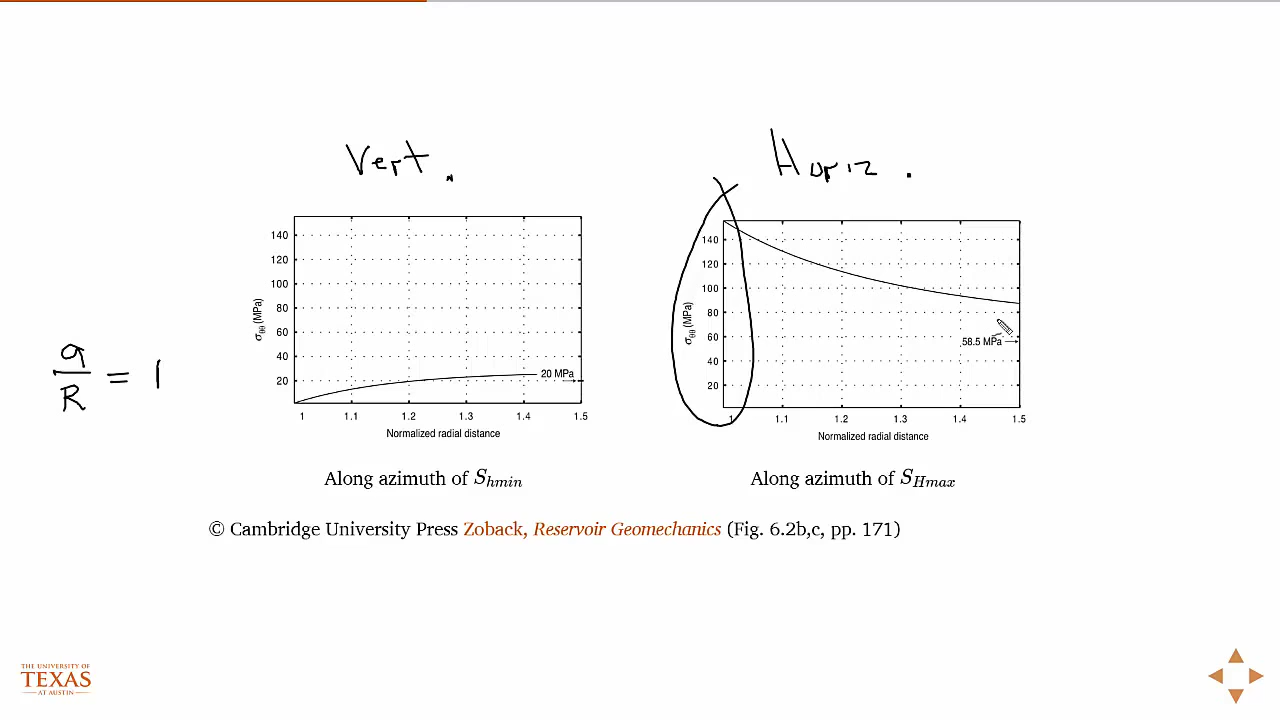 Vert.
Horiz.
140
120
100
80
60
40
20
σθθ (MPa)
20 MPa
1 1.1 1.2 1.3 1.4 1.5
Normalized radial distance
140
120
100
80
60
40
20
σθθ (MPa)
58.5 MPa
1 1.1 1.2 1.3 1.4 1.5
Normalized radial distance
a/R = 1
Along azimuth of Shmin
Along azimuth of SHmax
© Cambridge University Press Zoback, Reservoir Geomechanics (Fig. 6.2b,c, pp. 171)
THE UNIVERSITY OF
TEXAS
AT AUSTIN